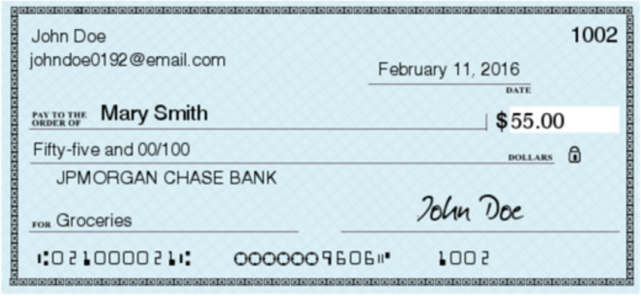 John Doe
1002
johndoe0192@email.com
February 11, 2016
DATE
PAY TO THE
ORDER OF
Mary Smith
$55.00
Fifty-five and 00/100
DOLLARS
JPMORGAN CHASE BANK
John Doe
FOR Groceries
⑆021000021⑆ 0000009606⑈ 1002